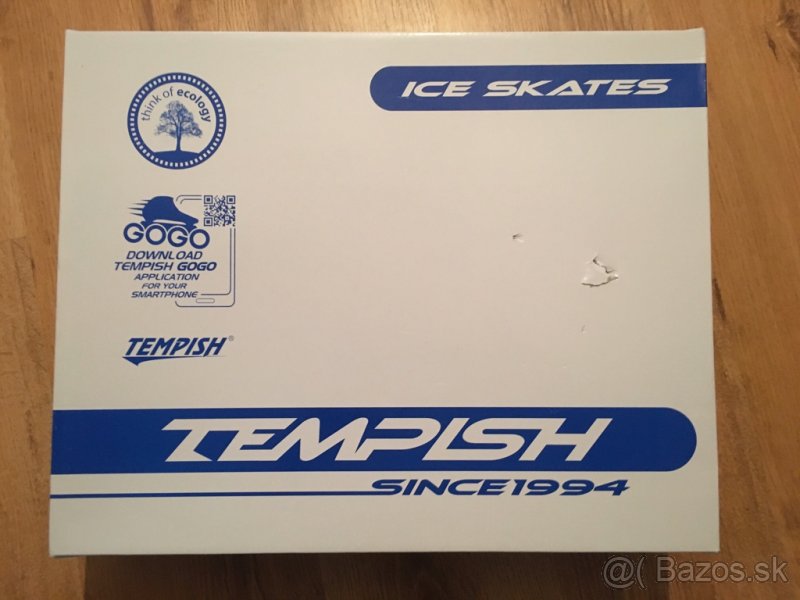 think of ecology
ICE SKATES
GOGO
DOWNLOAD
TEMPISH GOGO
APPLICATION
FOR YOUR
SMARTPHONE
TEMPISH®
TEMPISH
SINCE1994
@( Bazos.sk